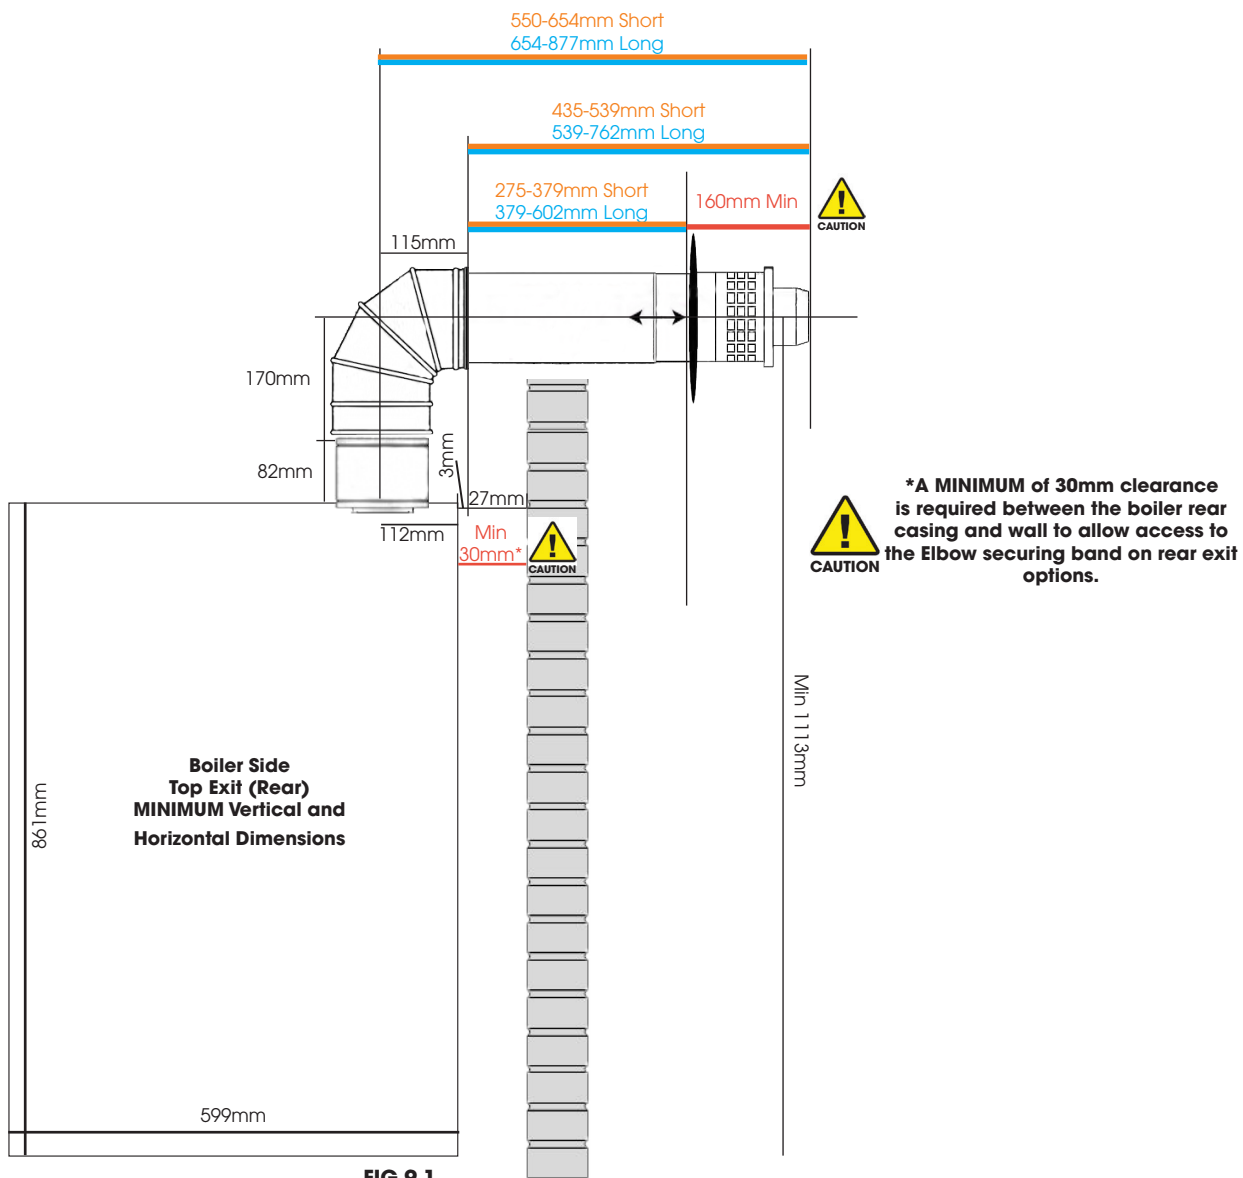 550-654mm Short
654-877mm Long
435-539mm Short
539-762mm Long
275-379mm Short
379-602mm Long
160mm Min
CAUTION
115mm
170mm
82mm
3mm
27mm
112mm
Min
30mm*
CAUTION
CAUTION
*A MINIMUM of 30mm clearance
is required between the boiler rear
casing and wall to allow access to
the Elbow securing band on rear exit
options.
Min 1113mm
861mm
Boiler Side
Top Exit (Rear)
MINIMUM Vertical and
Horizontal Dimensions
599mm
FIG 9.1